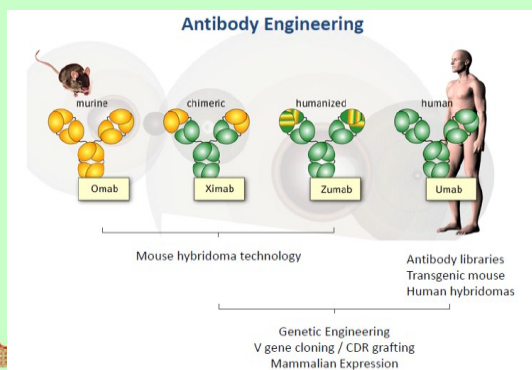 Antibody Engineering
murine
chimeric
humanized
human
Omab
Ximab
Zumab
Umab
Mouse hybridoma technology
Antibody libraries
Transgenic mouse
Human hybridomas
Genetic Engineering
V gene cloning / CDR grafting
Mammalian Expression